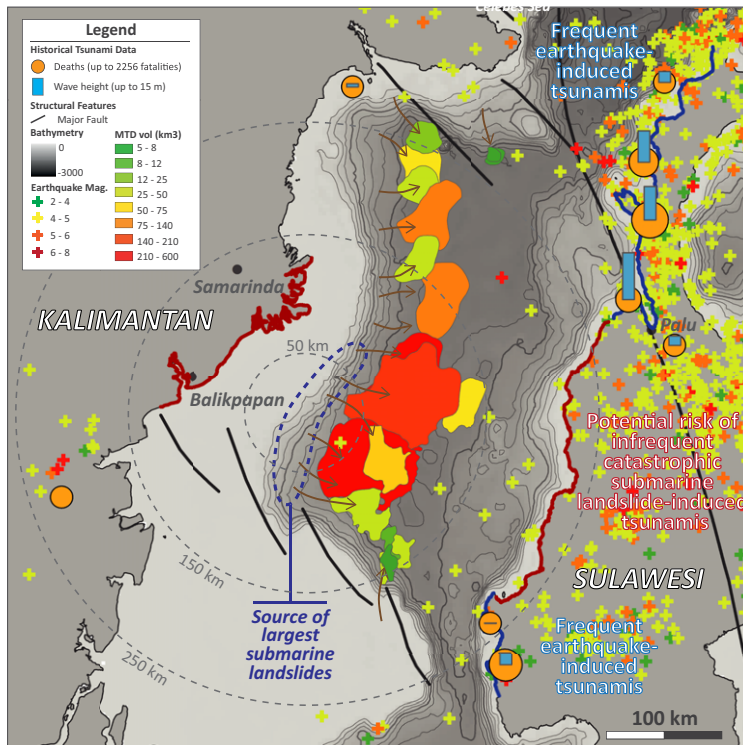 Celebes Sea
Legend
Historical Tsunami Data
Deaths (up to 2256 fatalities)
Wave height (up to 15 m)
Structural Features
Major Fault
Bathymetry
0
-3000
MTD vol (km3)
5 - 8
8 - 12
12 - 25
25 - 50
50 - 75
75 - 140
140 - 210
210 - 600
Earthquake Mag.
2 - 4
4 - 5
5 - 6
6 - 8
Frequent
earthquake-
induced
tsunamis
Samarinda
KALIMANTAN
50 km
Balikpapan
Palu
Potential risk of
infrequent
catastrophic
submarine
landslide-induced
tsunamis
150 km
SULAWESI
Source of
largest
submarine
landslides
250 km
Frequent
earthquake-
induced
tsunamis
100 km